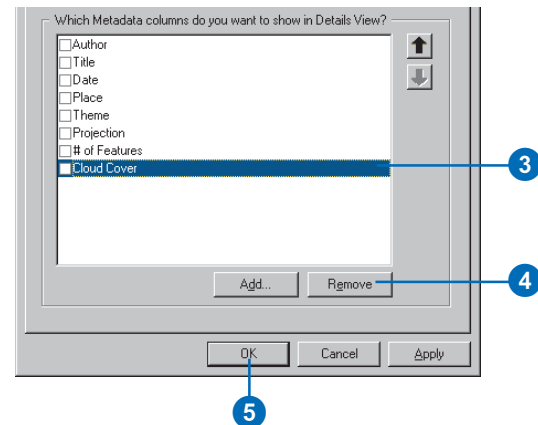 Which Metadata columns do you want to show in Details View?
Author
Title
Date
Place
Theme
Projection
# of Features
Cloud Cover
3
Add...
Remove
4
OK
Cancel
Apply
5